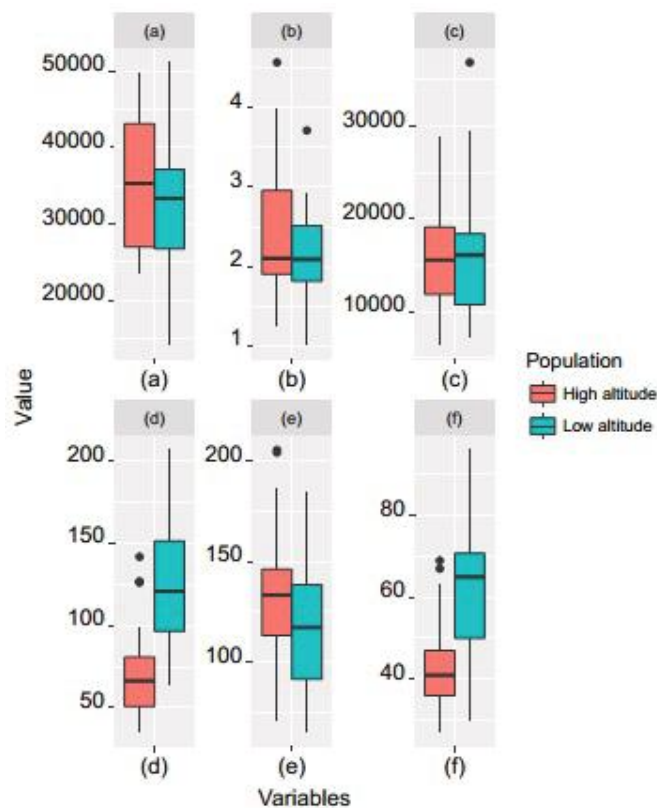 (a) (b) (c)
50000
40000
30000
20000
4
3
2
1
30000
20000
10000
(a) (b) (c)
Value
Population
High altitude
Low altitude
(d) (e) (f)
200
150
100
50
200
150
100
80
60
40
(d) (e) (f)
Variables